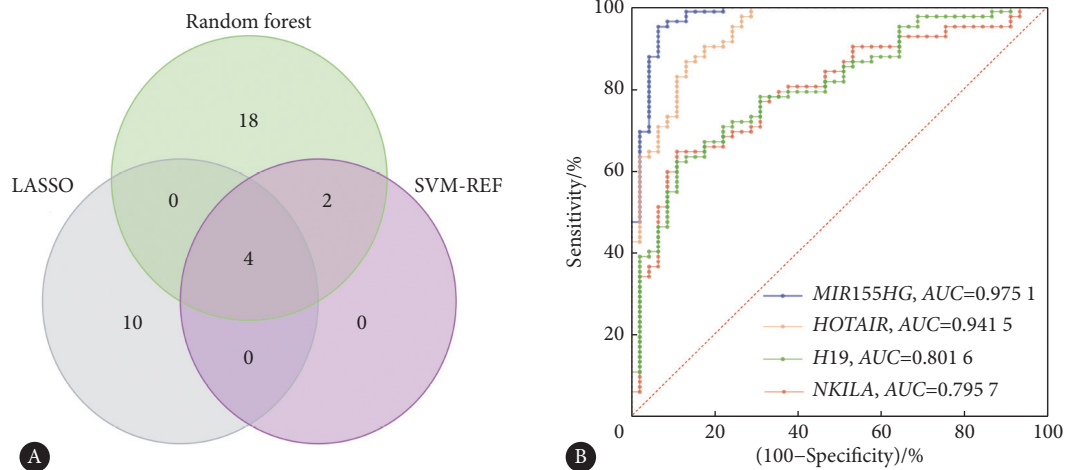 Random forest
18
LASSO
SVM-REF
0
2
4
10
0
0
A
100
80
60
40
20
0
20
40
60
80
100
Sensitivity/%
(100−Specificity)/%
MIR155HG, AUC=0.975 1
HOTAIR, AUC=0.941 5
H19, AUC=0.801 6
NKILA, AUC=0.795 7
B